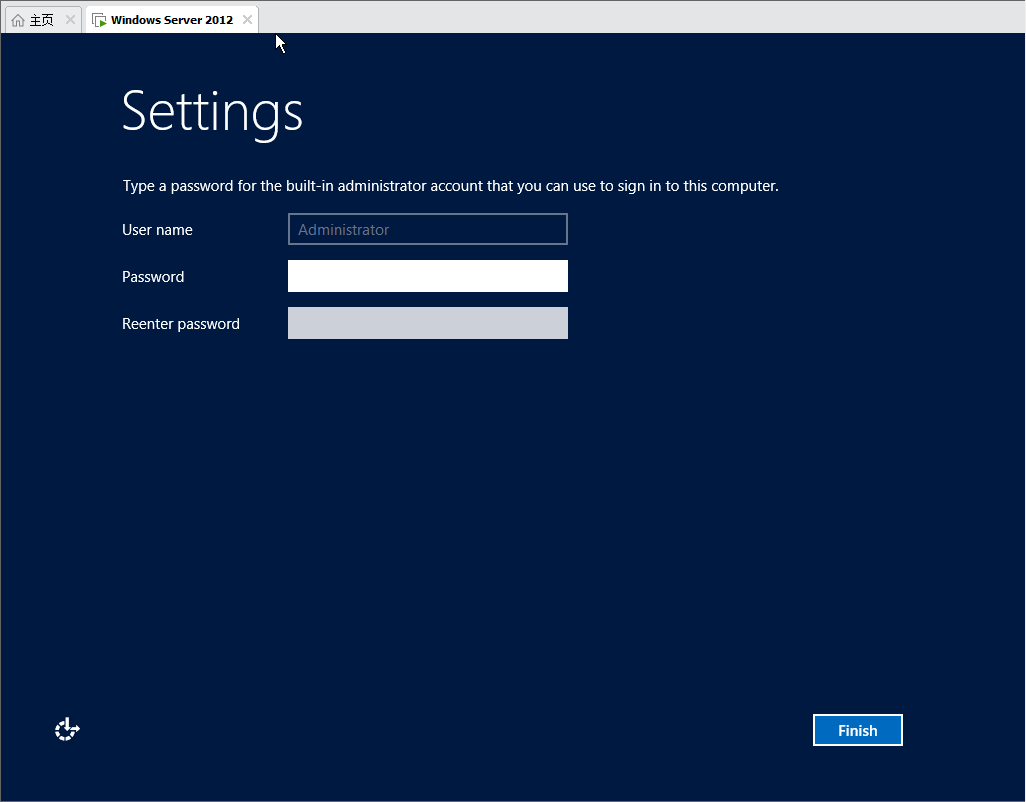 主页
Windows Server 2012
Settings
Type a password for the built-in administrator account that you can use to sign in to this computer.
User name
Administrator
Password
Reenter password
Finish